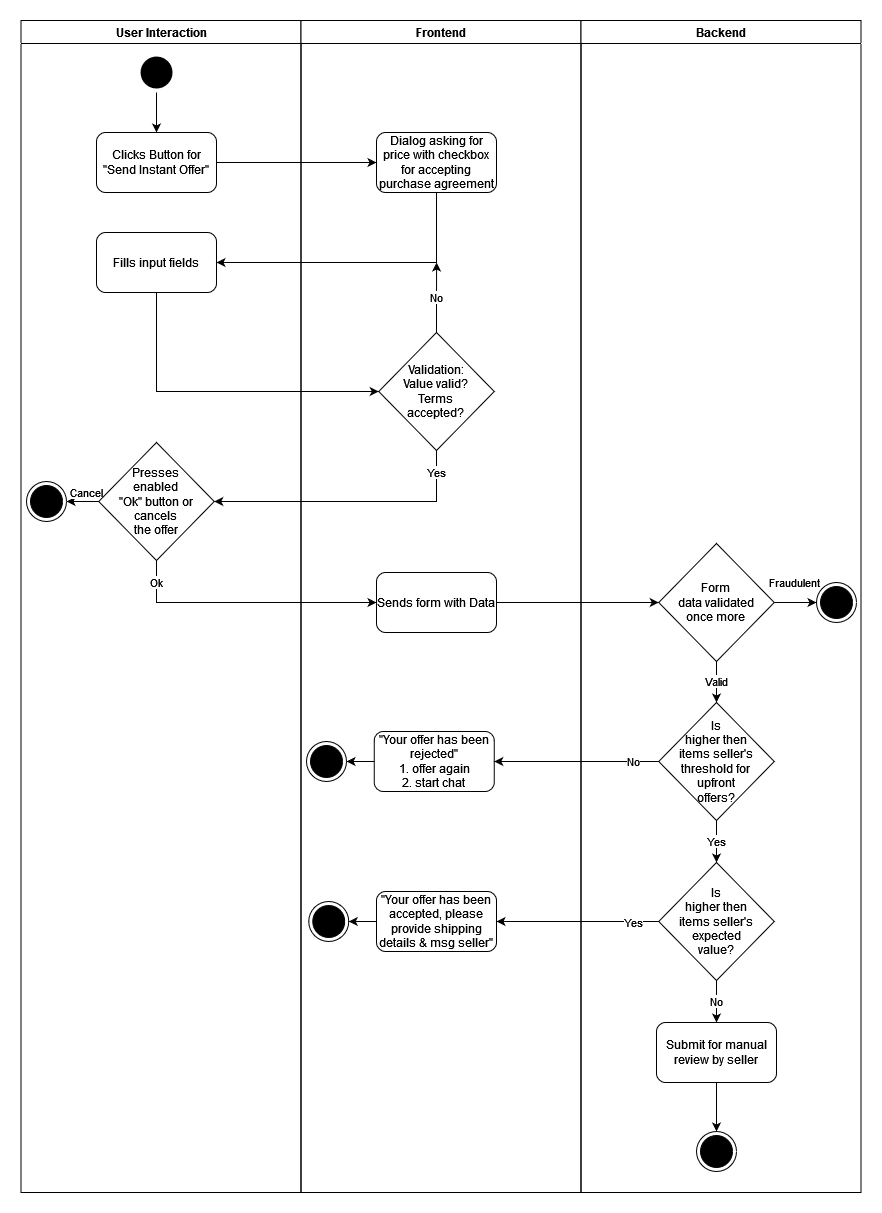 User Interaction
Frontend
Backend
Clicks Button for
"Send Instant Offer"
Dialog asking for
price with checkbox
for accepting
purchase agreement
Fills input fields
No
Validation:
Value valid?
Terms
accepted?
Yes
Presses
enabled
"Ok" button or
cancels
the offer
Cancel
Ok
Sends form with Data
Form
data validated
once more
Fraudulent
Valid
Is
higher then
items seller's
threshold for
upfront
offers?
No
"Your offer has been
rejected"
1. offer again
2. start chat
Yes
Is
higher then
items seller's
expected
value?
Yes
"Your offer has been
accepted, please
provide shipping
details & msg seller"
No
Submit for manual
review by seller